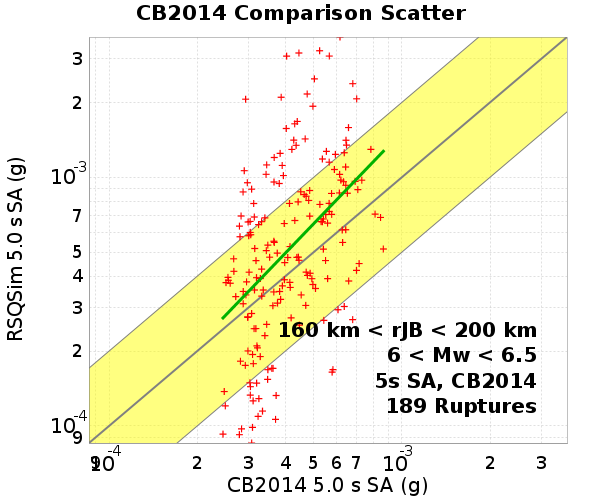 CB2014 Comparison Scatter
RSQSim 5.0 s SA (g)
3
2
10⁻³
7
5
4
3
2
10⁻⁴
9
160 km < rJB < 200 km
6 < Mw < 6.5
5s SA, CB2014
189 Ruptures
9 10⁻⁴ 2 3 4 5 6 7 10⁻³ 2 3
CB2014 5.0 s SA (g)